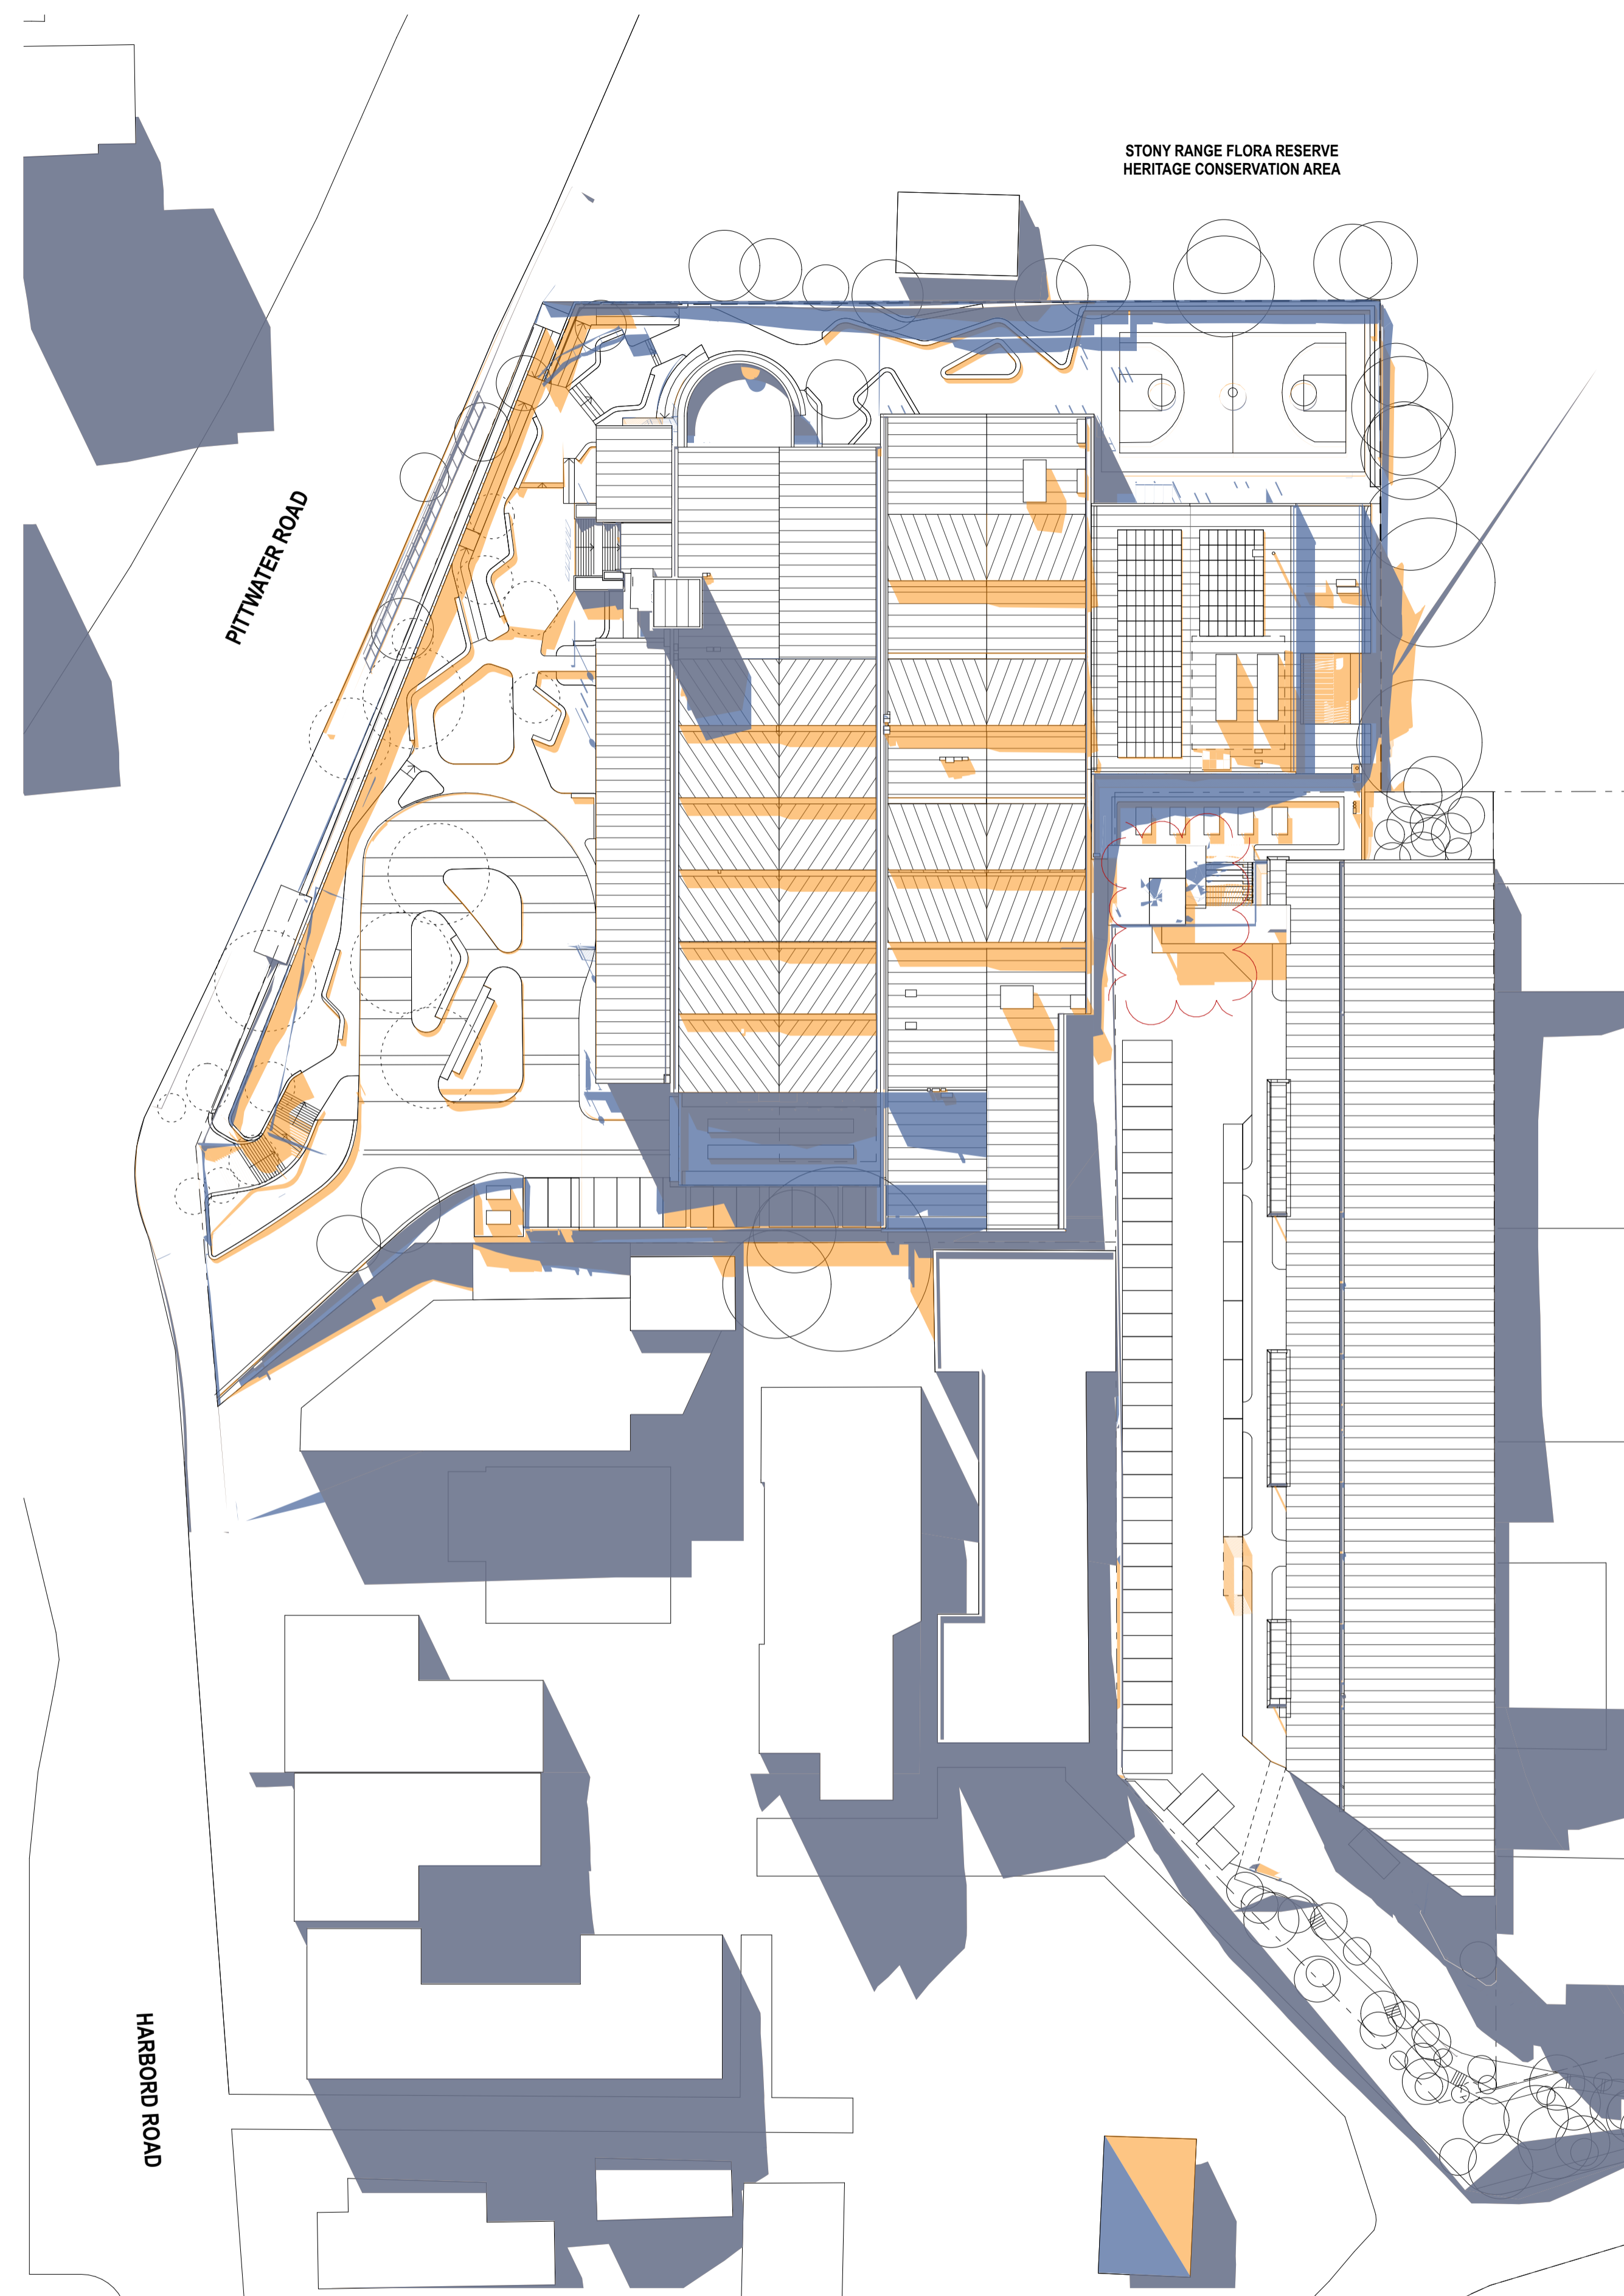 STONY RANGE FLORA RESERVE
HERITAGE CONSERVATION AREA
PITTWATER ROAD
HARBORD ROAD